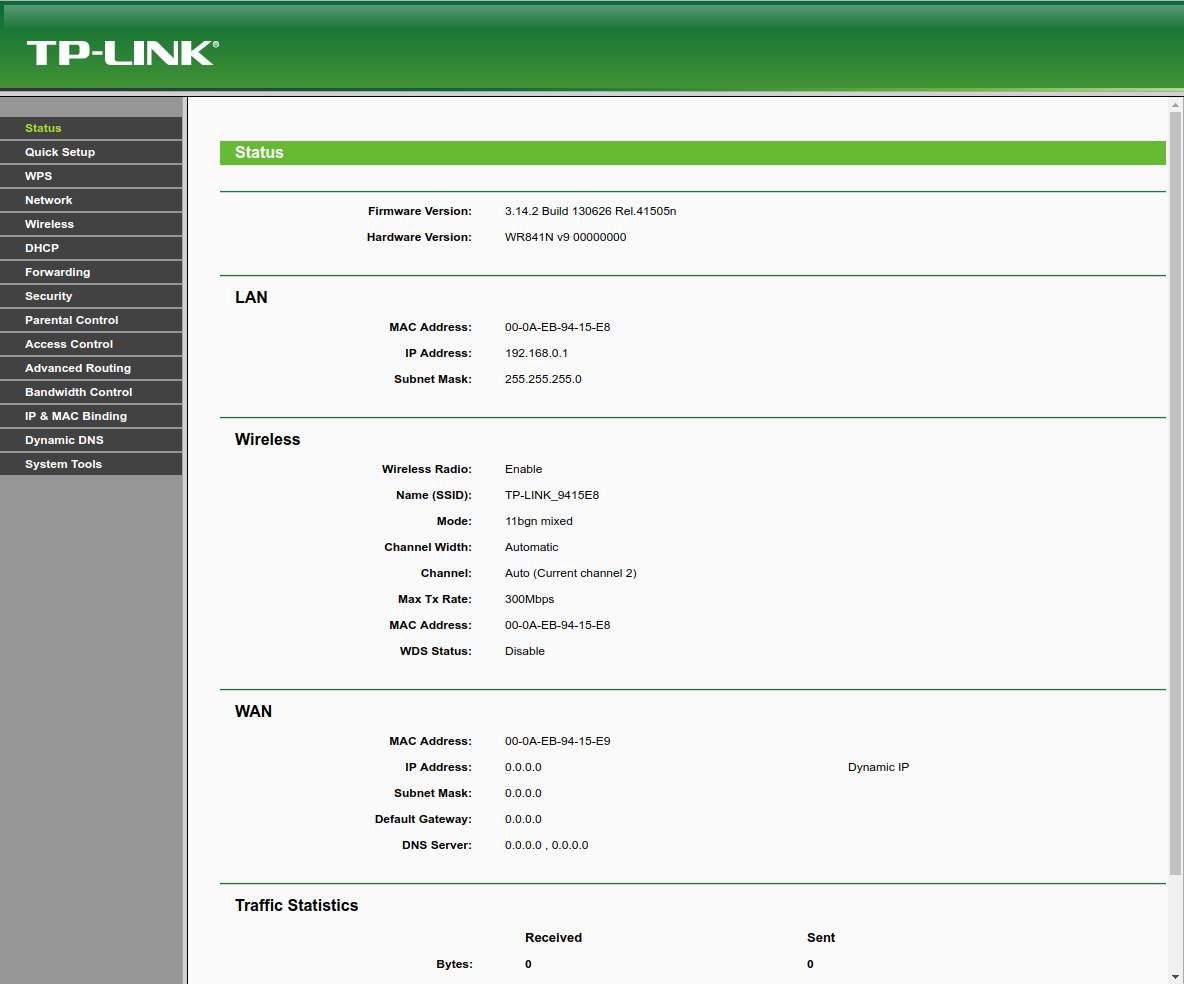 TP-LINK®
Status
Quick Setup
WPS
Network
Wireless
DHCP
Forwarding
Security
Parental Control
Access Control
Advanced Routing
Bandwidth Control
IP & MAC Binding
Dynamic DNS
System Tools
Status
Firmware Version: 3.14.2 Build 130626 Rel.41505n
Hardware Version: WR841N v9 00000000
LAN
MAC Address: 00-0A-EB-94-15-E8
IP Address: 192.168.0.1
Subnet Mask: 255.255.255.0
Wireless
Wireless Radio: Enable
Name (SSID): TP-LINK_9415E8
Mode: 11bgn mixed
Channel Width: Automatic
Channel: Auto (Current channel 2)
Max Tx Rate: 300Mbps
MAC Address: 00-0A-EB-94-15-E8
WDS Status: Disable
WAN
MAC Address: 00-0A-EB-94-15-E9
IP Address: 0.0.0.0 Dynamic IP
Subnet Mask: 0.0.0.0
Default Gateway: 0.0.0.0
DNS Server: 0.0.0.0 , 0.0.0.0
Traffic Statistics
Received Sent
Bytes: 0 0